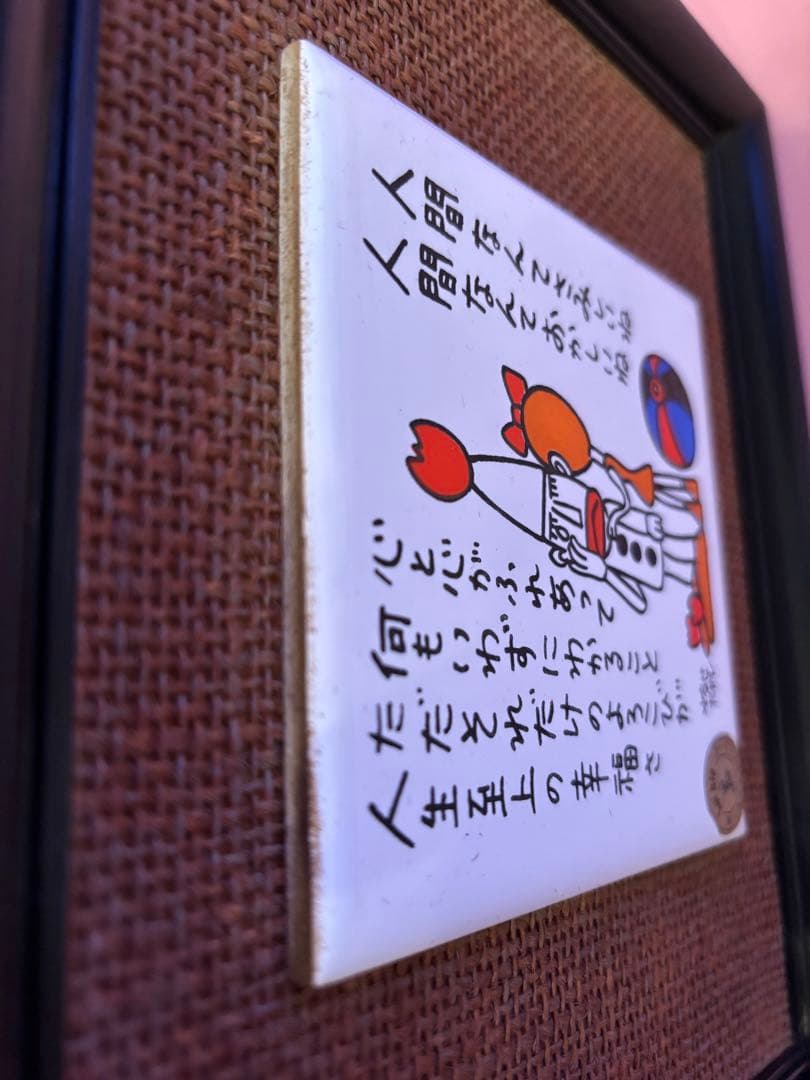 人間なんてさみしいね
人間なんておかしいね
心と心がふれあって
何もいわずにわかること
ただそれだけのよろこびが
人生至上の幸福さ